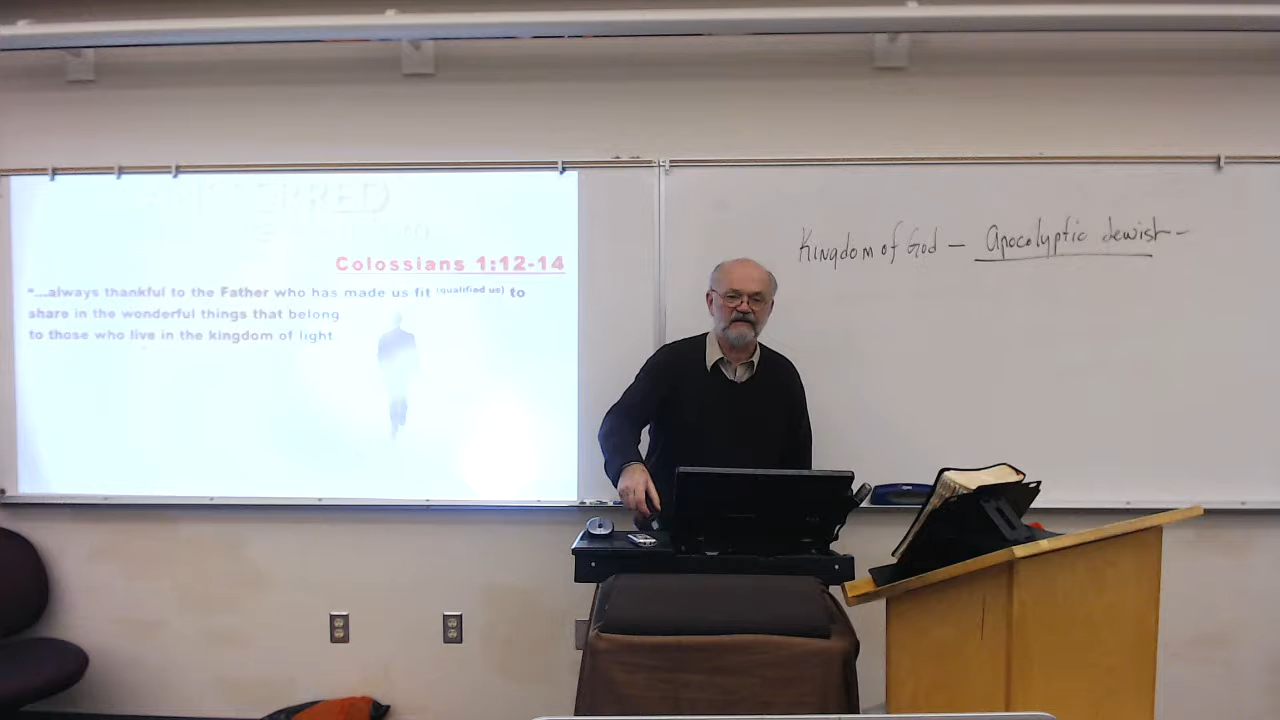 Colossians 1:12-14
"...always thankful to the Father who has made us fit (qualified us) to
share in the wonderful things that belong
to those who live in the kingdom of light
Kingdom of God — Apocalyptic Jewish -